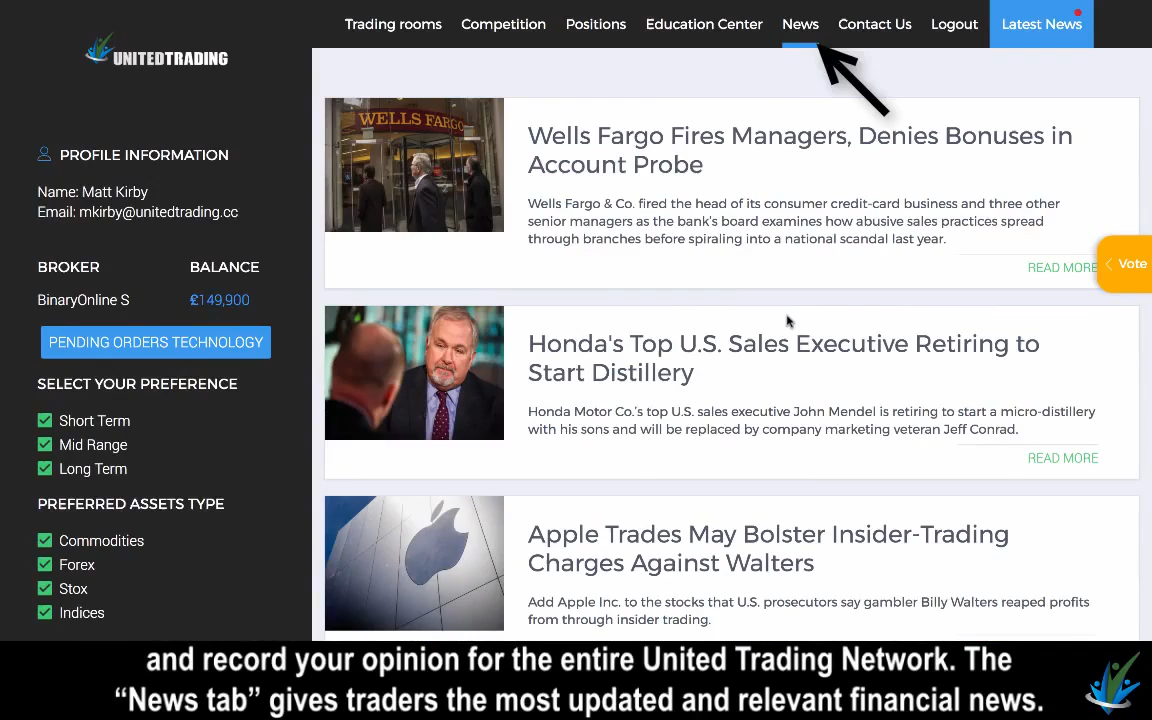 Trading rooms Competition Positions Education Center News Contact Us Logout Latest News
UNITEDTRADING
PROFILE INFORMATION
Name: Matt Kirby
Email: mkirby@unitedtrading.cc
BROKER BALANCE
BinaryOnline S £149,900
PENDING ORDERS TECHNOLOGY
SELECT YOUR PREFERENCE
Short Term
Mid Range
Long Term
PREFERRED ASSETS TYPE
Commodities
Forex
Stox
Indices
WELLS FARGO
Wells Fargo Fires Managers, Denies Bonuses in
Account Probe
Wells Fargo & Co. fired the head of its consumer credit-card business and three other
senior managers as the bank's board examines how abusive sales practices spread
through branches before spiraling into a national scandal last year.
READ MORE
Vote
Honda's Top U.S. Sales Executive Retiring to
Start Distillery
Honda Motor Co.'s top U.S. sales executive John Mendel is retiring to start a micro-distillery
with his sons and will be replaced by company marketing veteran Jeff Conrad.
READ MORE
Apple Trades May Bolster Insider-Trading
Charges Against Walters
Add Apple Inc. to the stocks that U.S. prosecutors say gambler Billy Walters reaped profits
from through insider trading.
and record your opinion for the entire United Trading Network. The
“News tab” gives traders the most updated and relevant financial news.